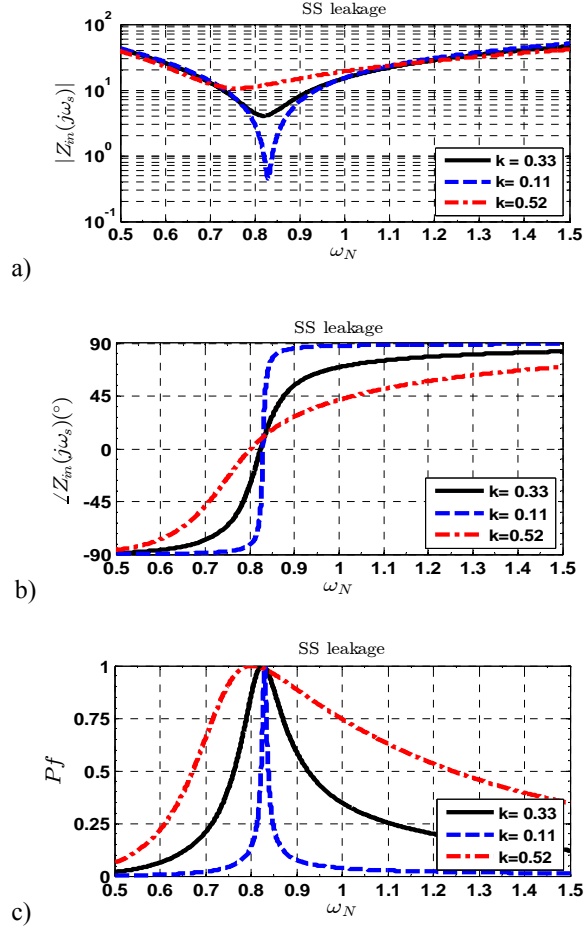 SS leakage
|Z_in(jω_s)|
10^2
10^1
10^0
10^-1
k = 0.33
k = 0.11
k=0.52
0.5 0.6 0.7 0.8 0.9 1 1.1 1.2 1.3 1.4 1.5
ω_N
a)
SS leakage
∠Z_in(jω_s)(°)
90
45
0
-45
-90
k= 0.33
k= 0.11
k=0.52
0.5 0.6 0.7 0.8 0.9 1 1.1 1.2 1.3 1.4 1.5
ω_N
b)
SS leakage
Pf
1
0.75
0.5
0.25
0
k = 0.33
k = 0.11
k=0.52
0.5 0.6 0.7 0.8 0.9 1 1.1 1.2 1.3 1.4 1.5
ω_N
c)